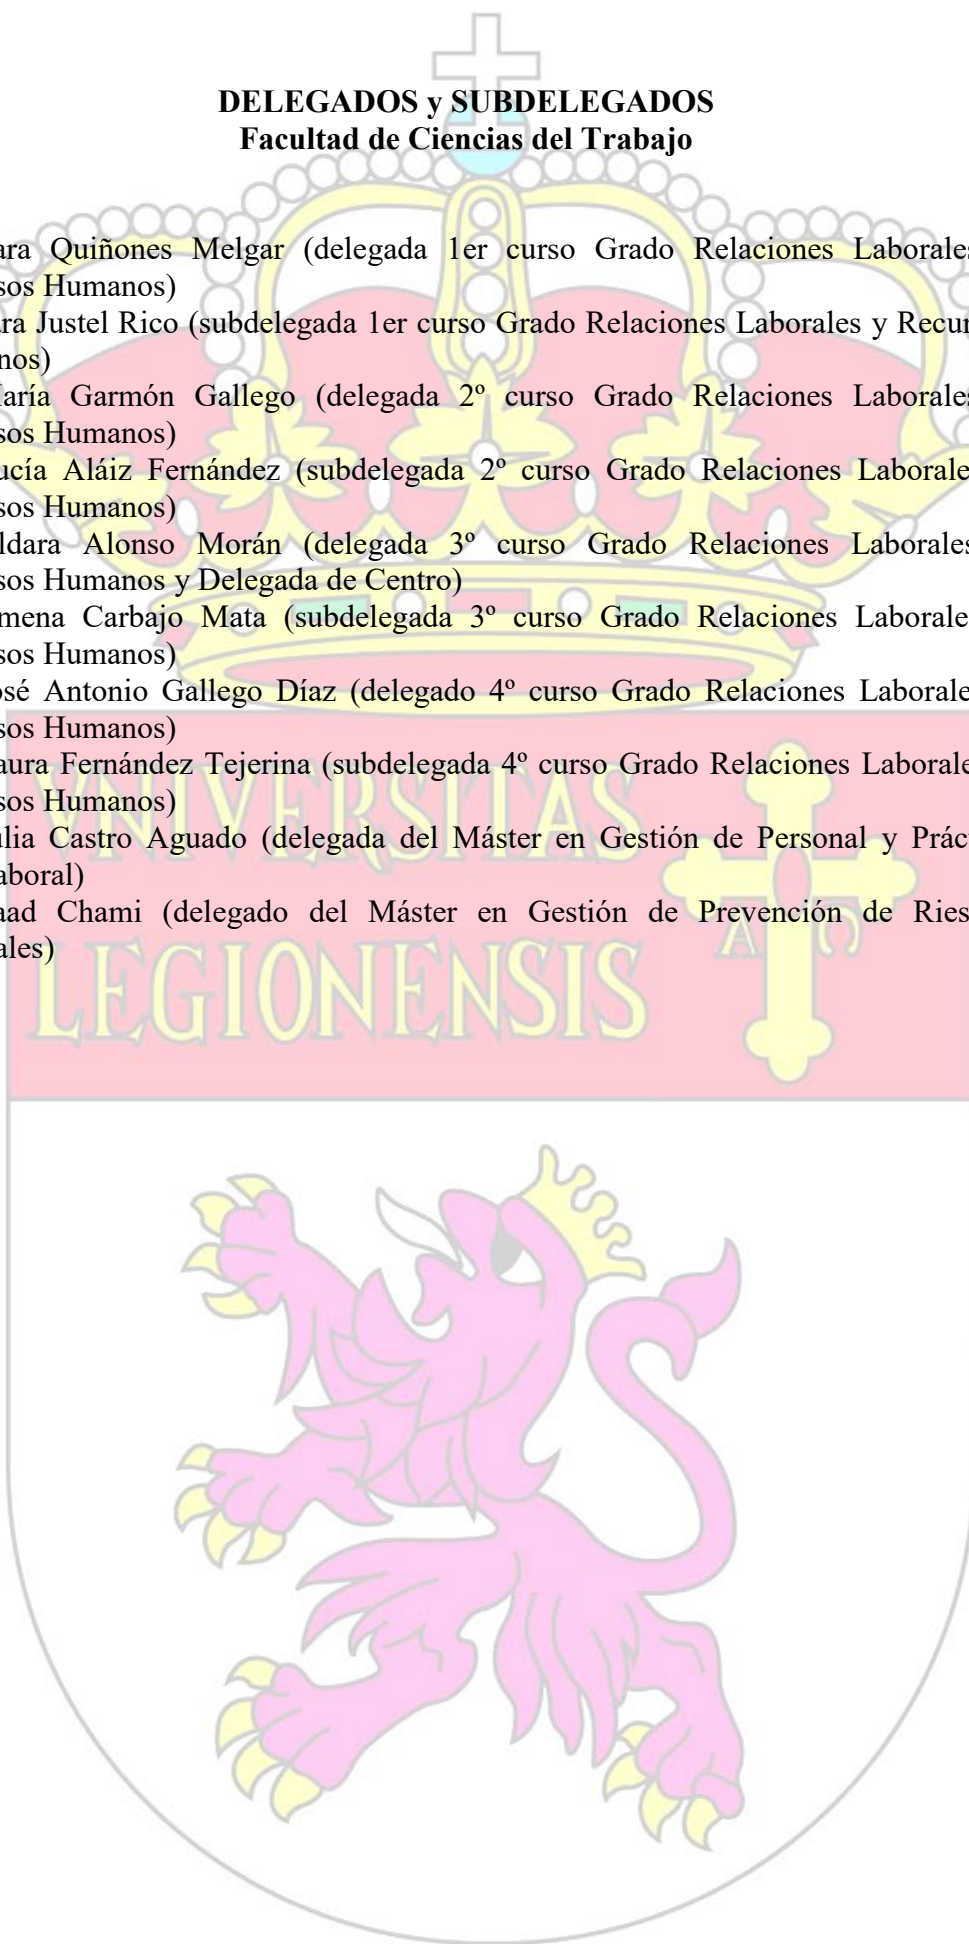 DELEGADOS y SUBDELEGADOS
Facultad de Ciencias del Trabajo
ara Quiñones Melgar (delegada 1er curso Grado Relaciones Laborales
sos Humanos)
ra Justel Rico (subdelegada 1er curso Grado Relaciones Laborales y Recur
nos)
aría Garmón Gallego (delegada 2º curso Grado Relaciones Laborales
sos Humanos)
ucía Aláiz Fernández (subdelegada 2º curso Grado Relaciones Laborale
sos Humanos)
ldara Alonso Morán (delegada 3º curso Grado Relaciones Laborales
sos Humanos y Delegada de Centro)
mena Carbajo Mata (subdelegada 3º curso Grado Relaciones Laborale
sos Humanos)
osé Antonio Gallego Díaz (delegado 4º curso Grado Relaciones Laborale
sos Humanos)
aura Fernández Tejerina (subdelegada 4º curso Grado Relaciones Laborale
sos Humanos)
ulia Castro Aguado (delegada del Máster en Gestión de Personal y Prác
aboral)
aad Chami (delegado del Máster en Gestión de Prevención de Ries
ales)
VNIVERSITAS
LEGIONENSIS
A C